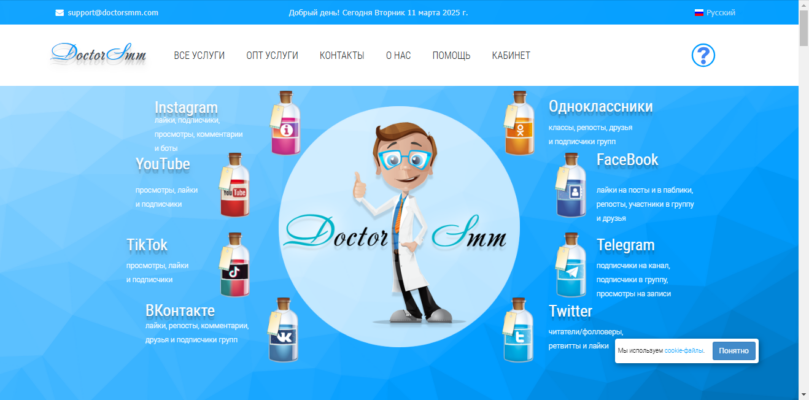 support@doctorsmm.com
Добрый день! Сегодня Вторник 11 марта 2025 г.
Русский
DoctorSmm
ВСЕ УСЛУГИ
ОПТ УСЛУГИ
КОНТАКТЫ
О НАС
ПОМОЩЬ
КАБИНЕТ
?
Instagram
лайки, подписчики,
просмотры, комментарии
и боты
Одноклассники
классы, репосты, друзья
и подписчики групп
YouTube
просмотры, лайки
и подписчики
You Tube
FaceBook
лайки на посты и в паблики,
репосты, участники в группу
и друзья
Doctor Smm
TikTok
просмотры, лайки
и подписчики
Telegram
подписчики на канал,
подписчики в группу,
просмотры на записи
ВКонтакте
лайки, репосты, комментарии,
друзья и подписчики групп
Twitter
читатели/фолловеры,
ретвитты и лайки
Мы используем cookie-файлы.
Понятно